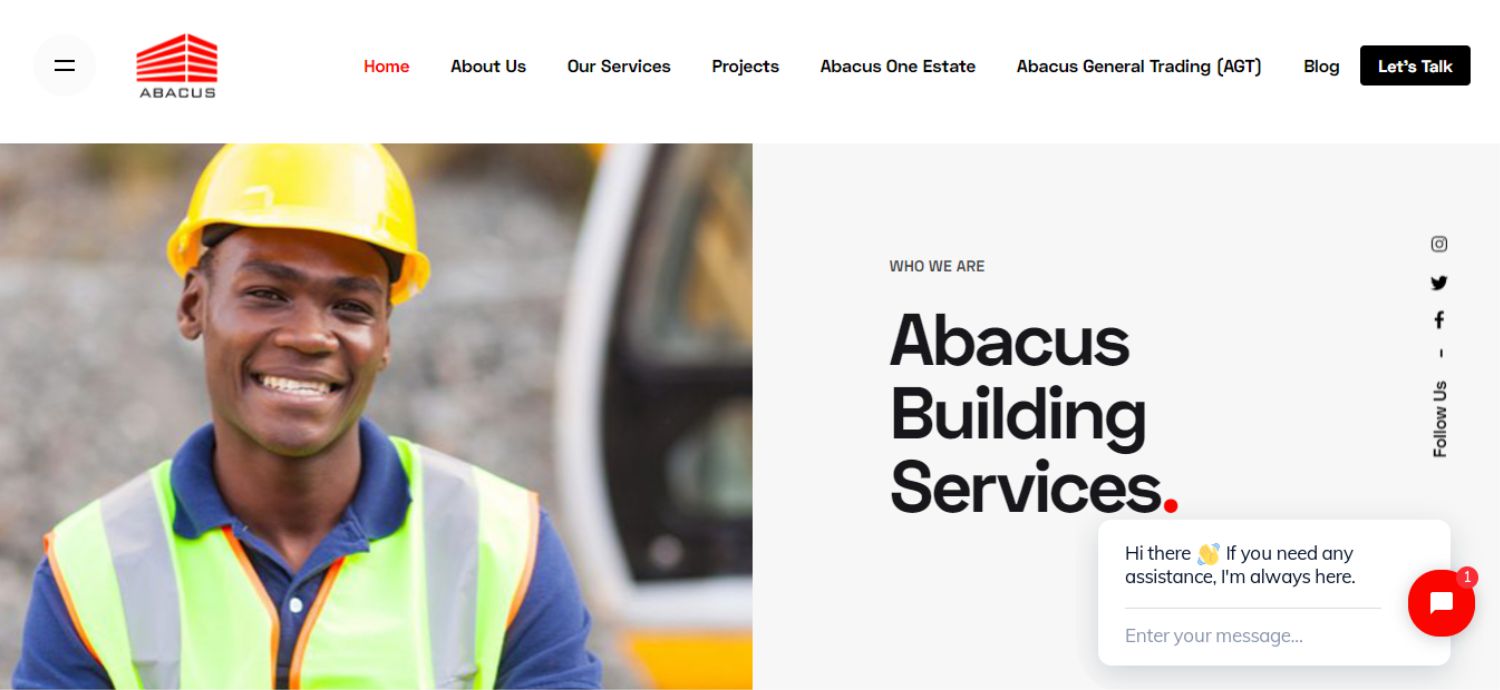 ABACUS
Home
About Us
Our Services
Projects
Abacus One Estate
Abacus General Trading (AGT)
Blog
Let's Talk
WHO WE ARE
Abacus
Building
Services.
Follow Us
Hi there 👋 If you need any
assistance, I'm always here.
Enter your message...
1